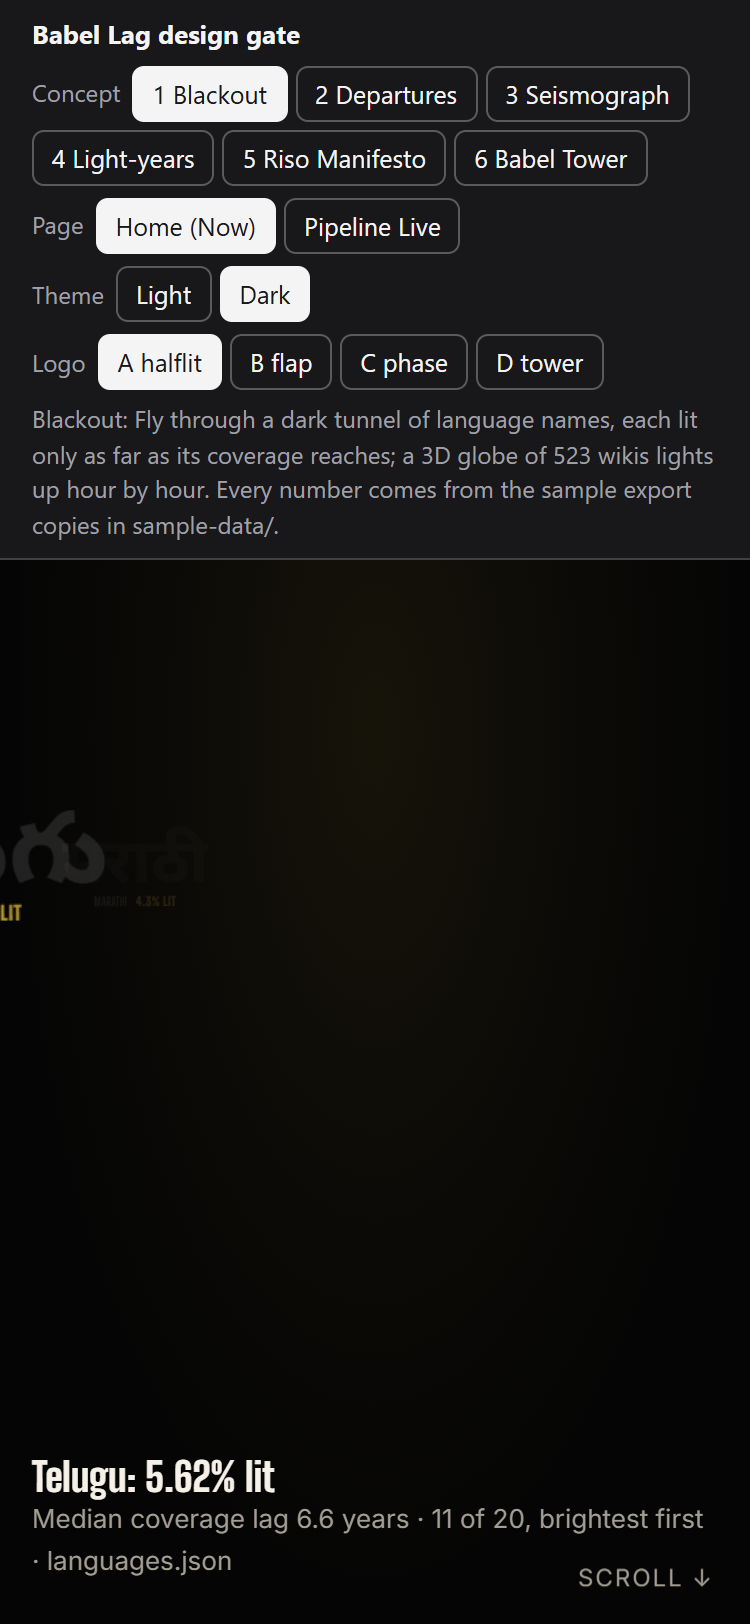 Babel Lag design gate
Concept 1 Blackout 2 Departures 3 Seismograph
4 Light-years 5 Riso Manifesto 6 Babel Tower
Page Home (Now) Pipeline Live
Theme Light Dark
Logo A halflit B flap C phase D tower
Blackout: Fly through a dark tunnel of language names, each lit
only as far as its coverage reaches; a 3D globe of 523 wikis lights
up hour by hour. Every number comes from the sample export
copies in sample-data/.
MARATHI 4.3% LIT
LIT
Telugu: 5.62% lit
Median coverage lag 6.6 years · 11 of 20, brightest first
· languages.json
SCROLL ↓